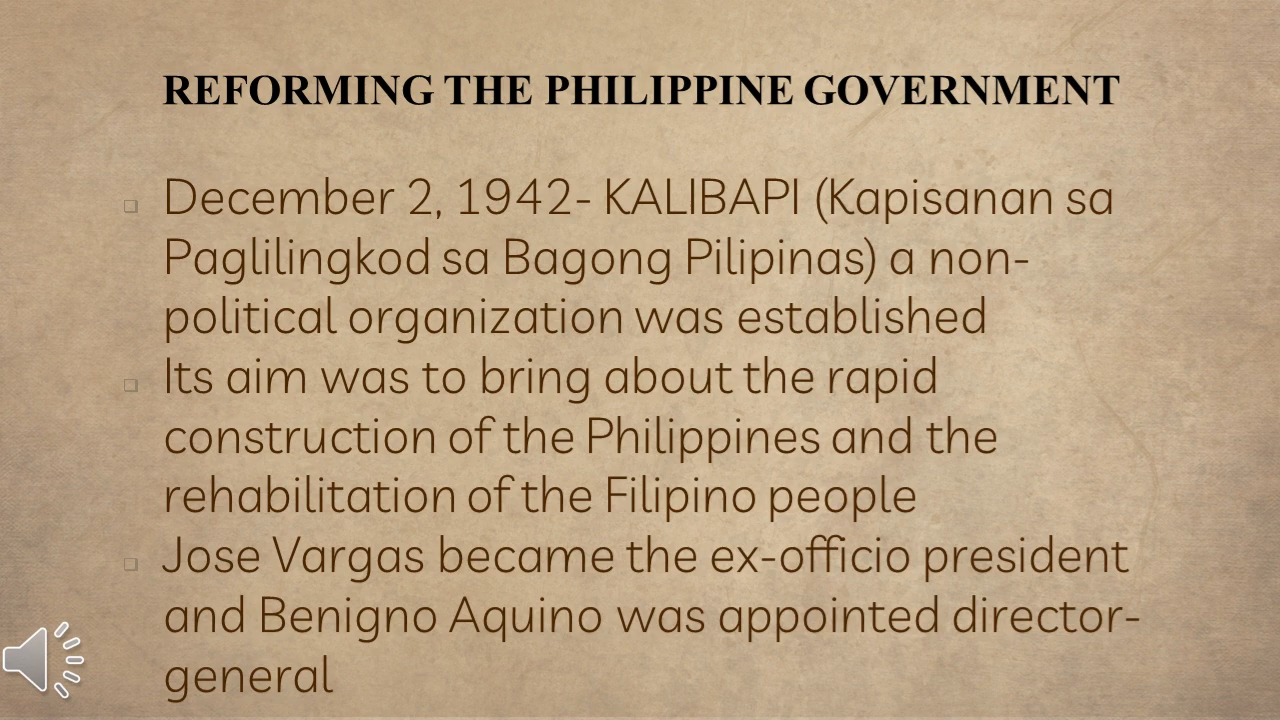 REFORMING THE PHILIPPINE GOVERNMENT
December 2, 1942- KALIBAPI (Kapisanan sa
Paglilingkod sa Bagong Pilipinas) a non-
political organization was established
Its aim was to bring about the rapid
construction of the Philippines and the
rehabilitation of the Filipino people
Jose Vargas became the ex-officio president
and Benigno Aquino was appointed director-
general